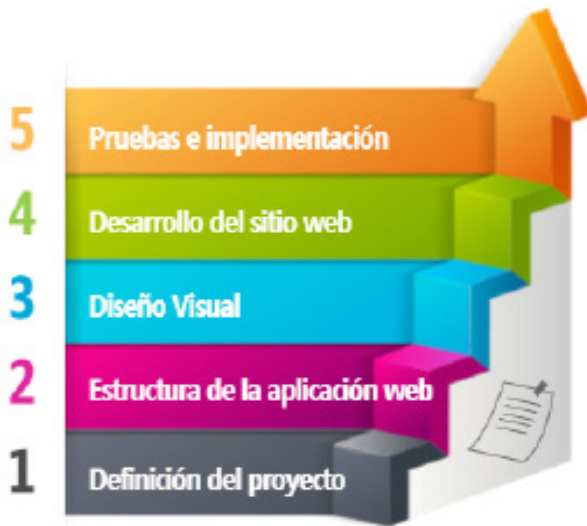 5 Pruebas e implementación
4 Desarrollo del sitio web
3 Diseño Visual
2 Estructura de la aplicación web
1 Definición del proyecto